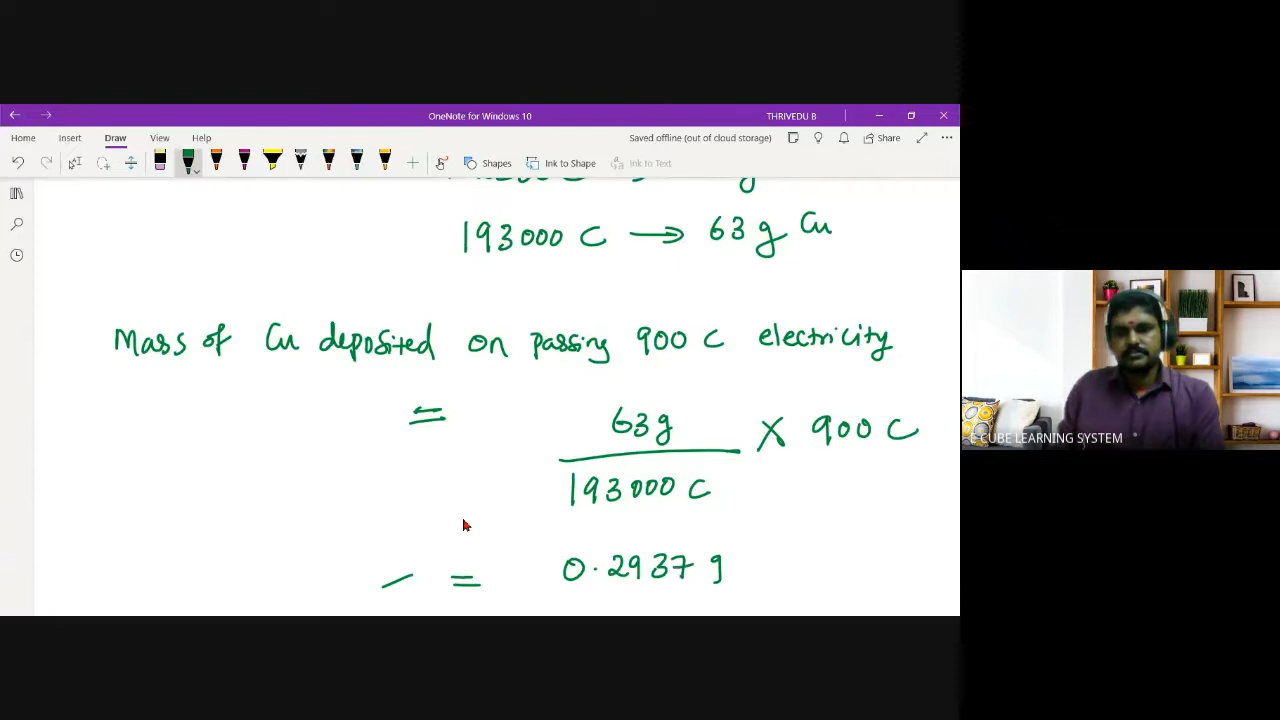 OneNote for Windows 10
THRIVEDU B
Home Insert Draw View Help
Saved offline (out of cloud storage)
Share
Shapes
Ink to Shape
Ink to Text
193000 C → 63 g Cu
Mass of Cu deposited on passing 900 C electricity
= 63g × 900 C
193000 C
= 0.2937 g
E CUBE LEARNING SYSTEM